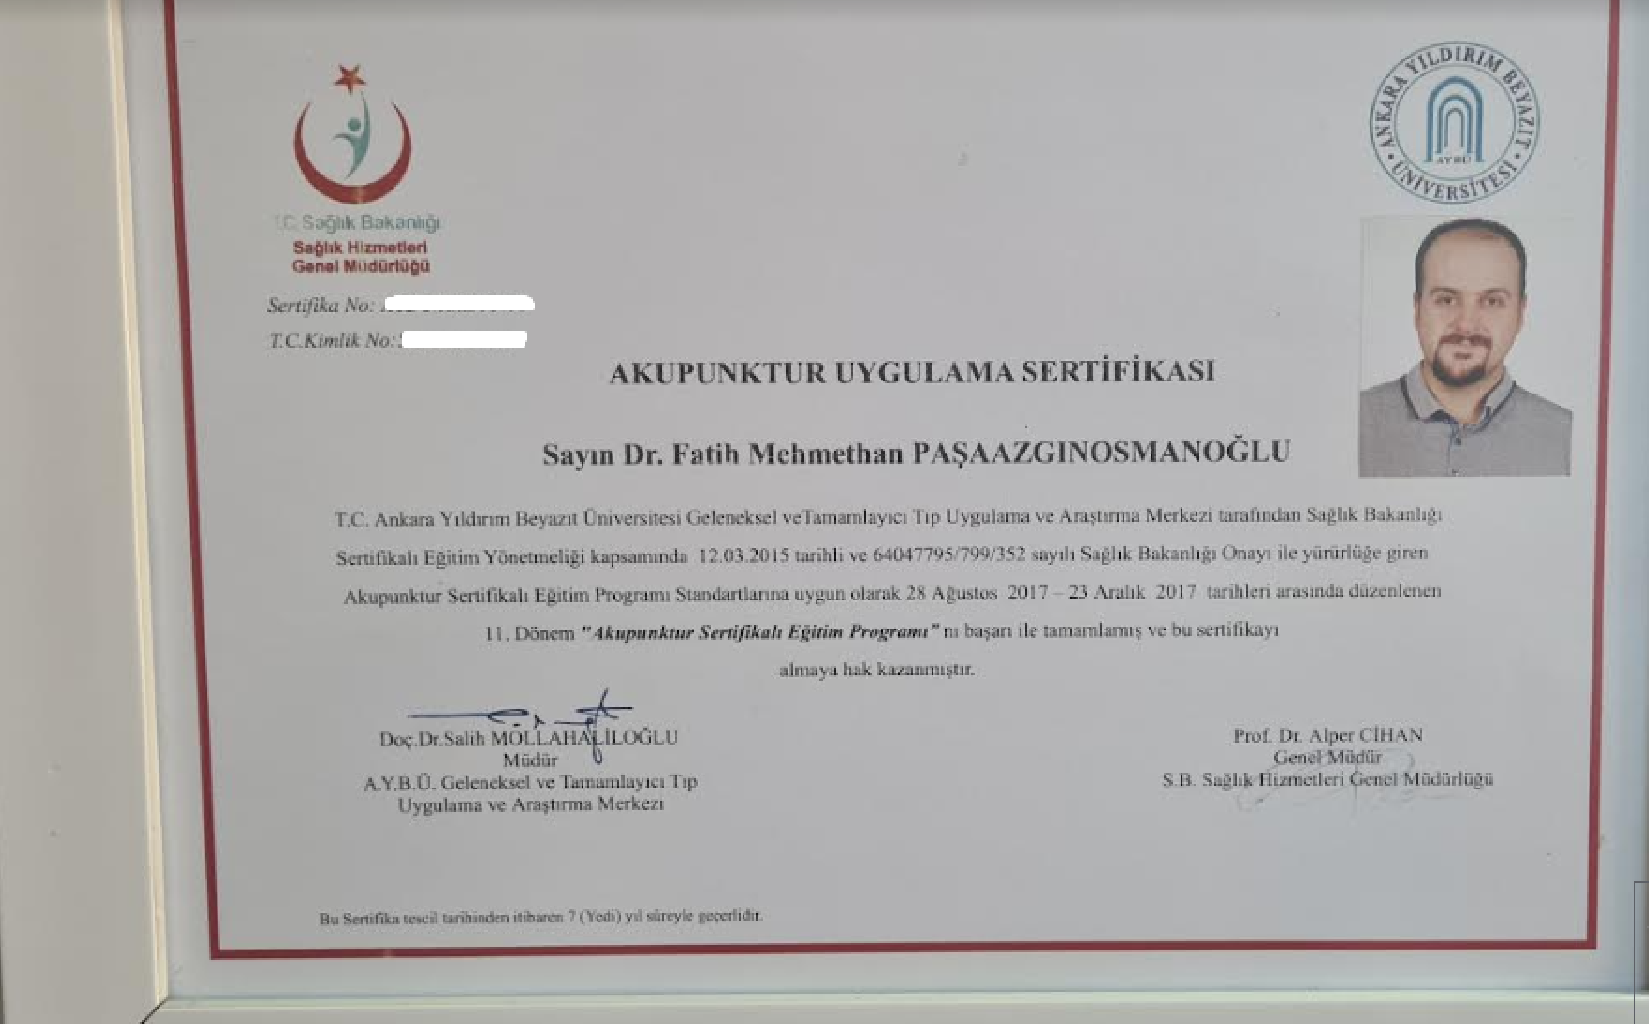 ANKARA YILDIRIM BEYAZIT
ÜNİVERSİTESİ
AYBÜ
T.C. Sağlık Bakanlığı
Sağlık Hizmetleri
Genel Müdürlüğü
Sertifika No:
T.C.Kimlik No:
AKUPUNKTUR UYGULAMA SERTİFİKASI
Sayın Dr. Fatih Mehmethan PAŞAAZGINOSMANOĞLU
T.C. Ankara Yıldırım Beyazıt Üniversitesi Geleneksel veTamamlayıcı Tıp Uygulama ve Araştırma Merkezi tarafından Sağlık Bakanlığı
Sertifikalı Eğitim Yönetmeliği kapsamında 12.03.2015 tarihli ve 64047795/799/352 sayılı Sağlık Bakanlığı Onayı ile yürürlüğe giren
Akupunktur Sertifikalı Eğitim Programı Standartlarına uygun olarak 28 Ağustos 2017 – 23 Aralık 2017 tarihleri arasında düzenlenen
11. Dönem "Akupunktur Sertifikalı Eğitim Programı" nı başarı ile tamamlamış ve bu sertifikayı
almaya hak kazanmıştır.
Doç.Dr.Salih MOLLAHALİLOĞLU
Müdür
A.Y.B.Ü. Geleneksel ve Tamamlayıcı Tıp
Uygulama ve Araştırma Merkezi
Prof. Dr. Alper CİHAN
Genel Müdür
S.B. Sağlık Hizmetleri Genel Müdürlüğü
Bu Sertifika tescil tarihinden itibaren 7 (Yedi) yıl süreyle geçerlidir.